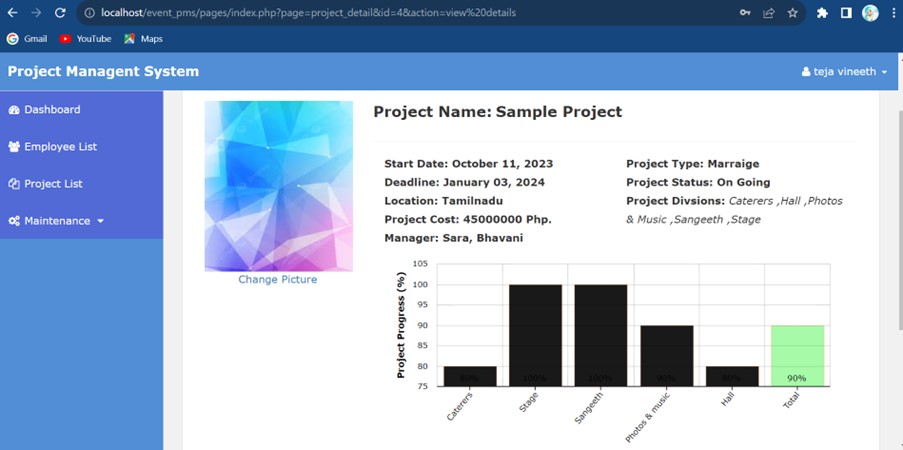 localhost/event_pms/pages/index.php?page=project_detail&id=4&action=view%20details
Gmail YouTube Maps
Project Managent System
teja vineeth
Dashboard
Employee List
Project List
Maintenance
Change Picture
Project Name: Sample Project
Start Date: October 11, 2023
Deadline: January 03, 2024
Location: Tamilnadu
Project Cost: 45000000 Php.
Manager: Sara, Bhavani
Project Type: Marraige
Project Status: On Going
Project Divsions: Caterers ,Hall ,Photos
& Music ,Sangeeth ,Stage
Project Progress (%)
105
100
95
90
85
80
75
80% 100% 100% 90% 80% 90%
Caterers
Stage
Sangeeth
Photos & music
Hall
Total